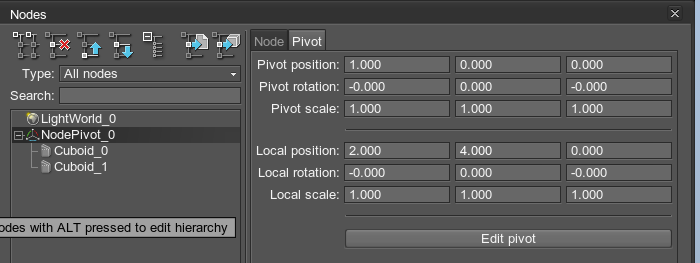 Nodes
Type: All nodes
Search:
LightWorld_0
NodePivot_0
Cuboid_0
Cuboid_1
odes with ALT pressed to edit hierarchy
Node Pivot
Pivot position: 1.000 0.000 0.000
Pivot rotation: -0.000 0.000 -0.000
Pivot scale: 1.000 1.000 1.000
Local position: 2.000 4.000 0.000
Local rotation: -0.000 0.000 -0.000
Local scale: 1.000 1.000 1.000
Edit pivot